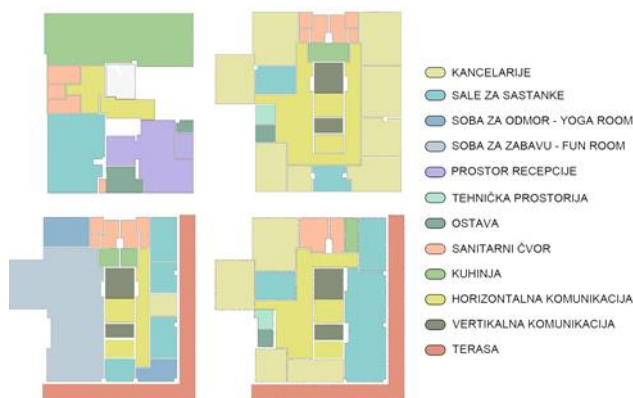 KANCELARIJE
SALE ZA SASTANKE
SOBA ZA ODMOR - YOGA ROOM
SOBA ZA ZABAVU - FUN ROOM
PROSTOR RECEPCIJE
TEHNIČKA PROSTORIJA
OSTAVA
SANITARNI ČVOR
KUHINJA
HORIZONTALNA KOMUNIKACIJA
VERTIKALNA KOMUNIKACIJA
TERASA